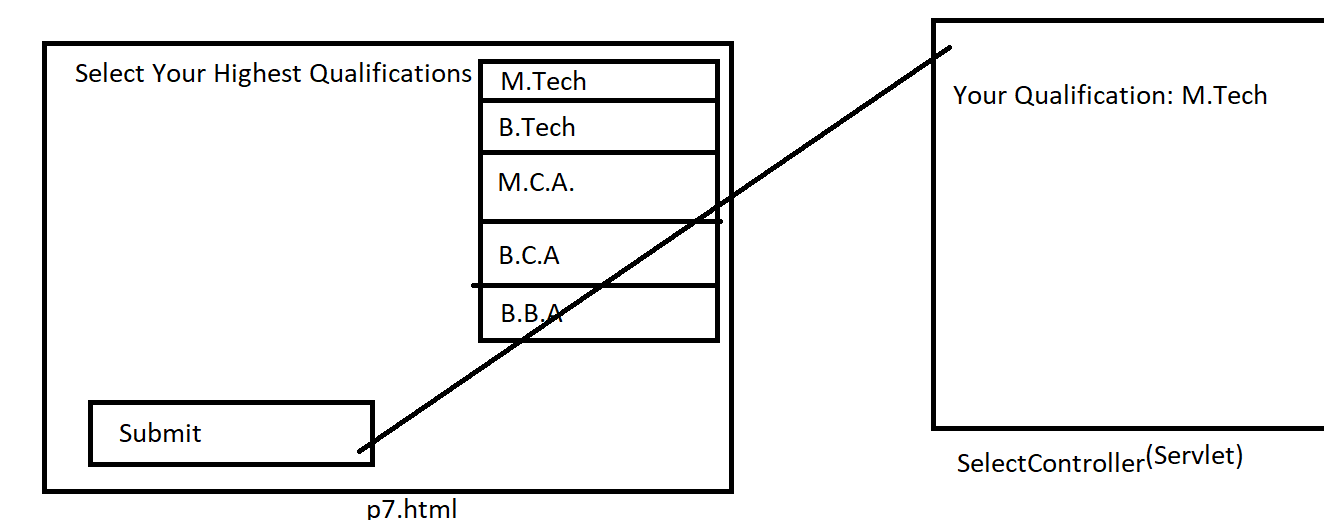 Select Your Highest Qualifications
M.Tech
B.Tech
M.C.A.
B.C.A
B.B.A
Submit
p7.html
Your Qualification: M.Tech
SelectController(Servlet)